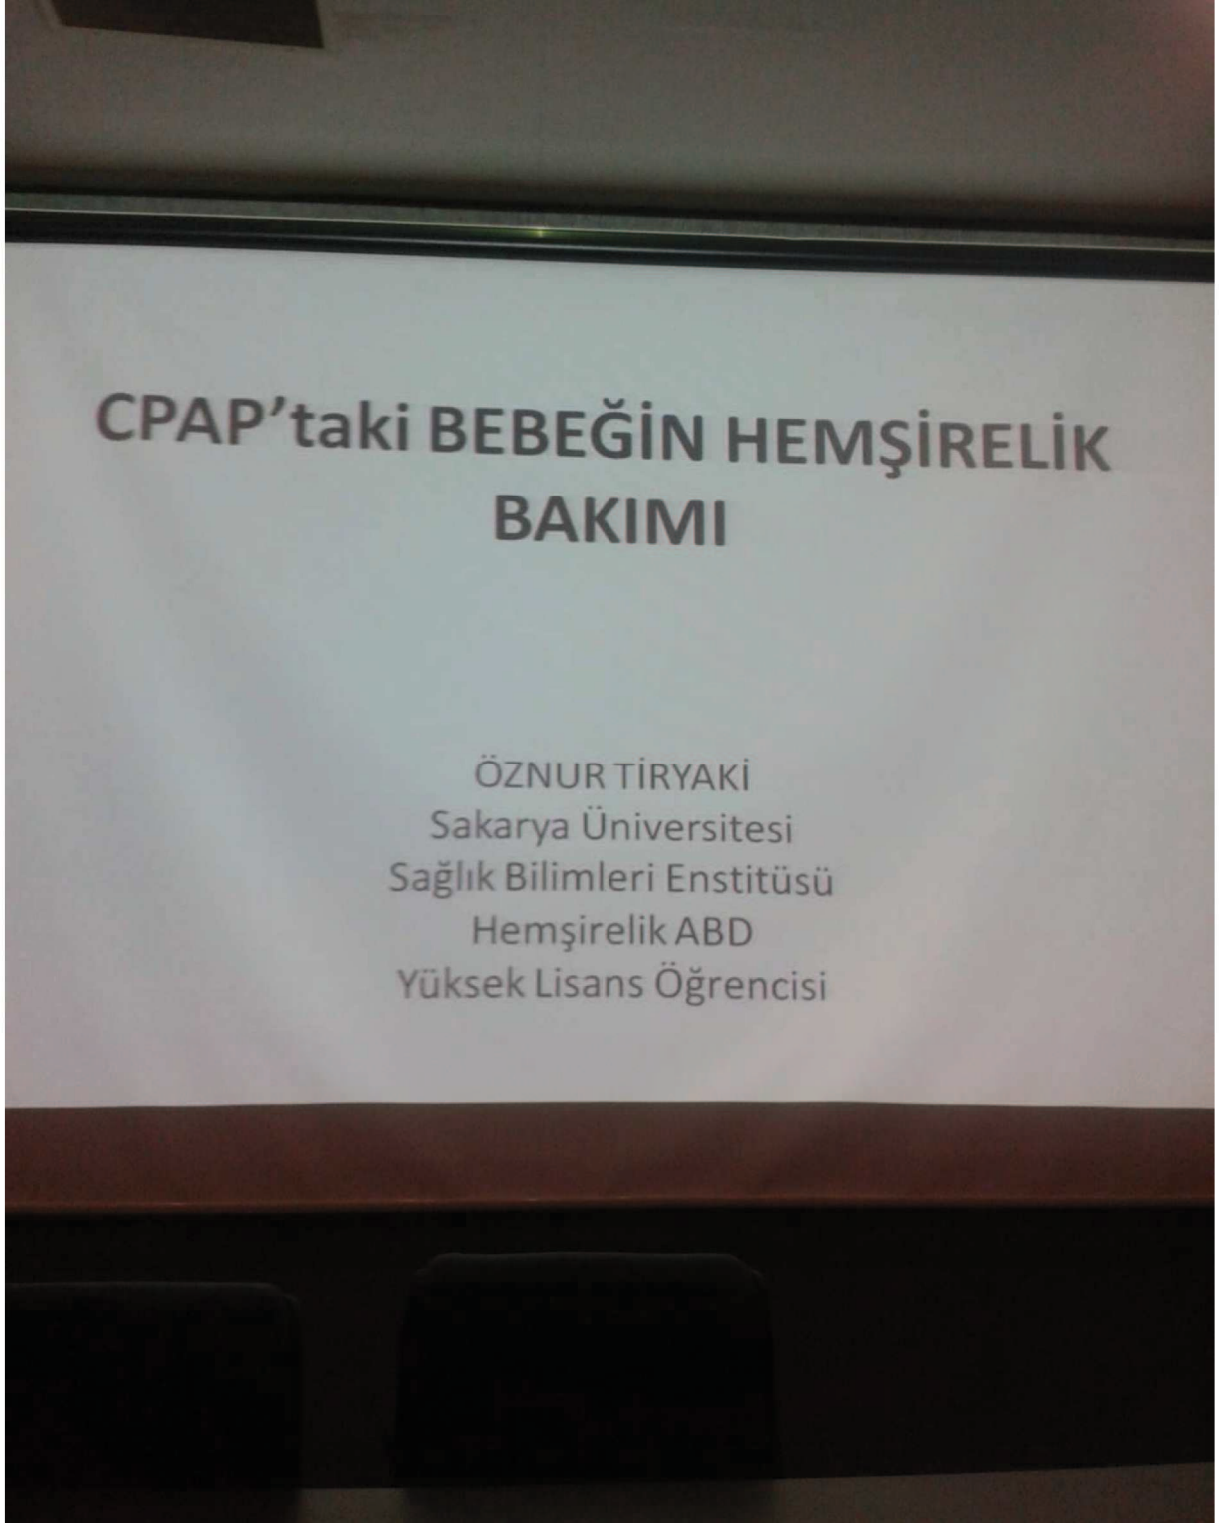 CPAP’taki BEBEĞİN HEMŞİRELİK
BAKIMI
ÖZNUR TİRYAKİ
Sakarya Üniversitesi
Sağlık Bilimleri Enstitüsü
Hemşirelik ABD
Yüksek Lisans Öğrencisi